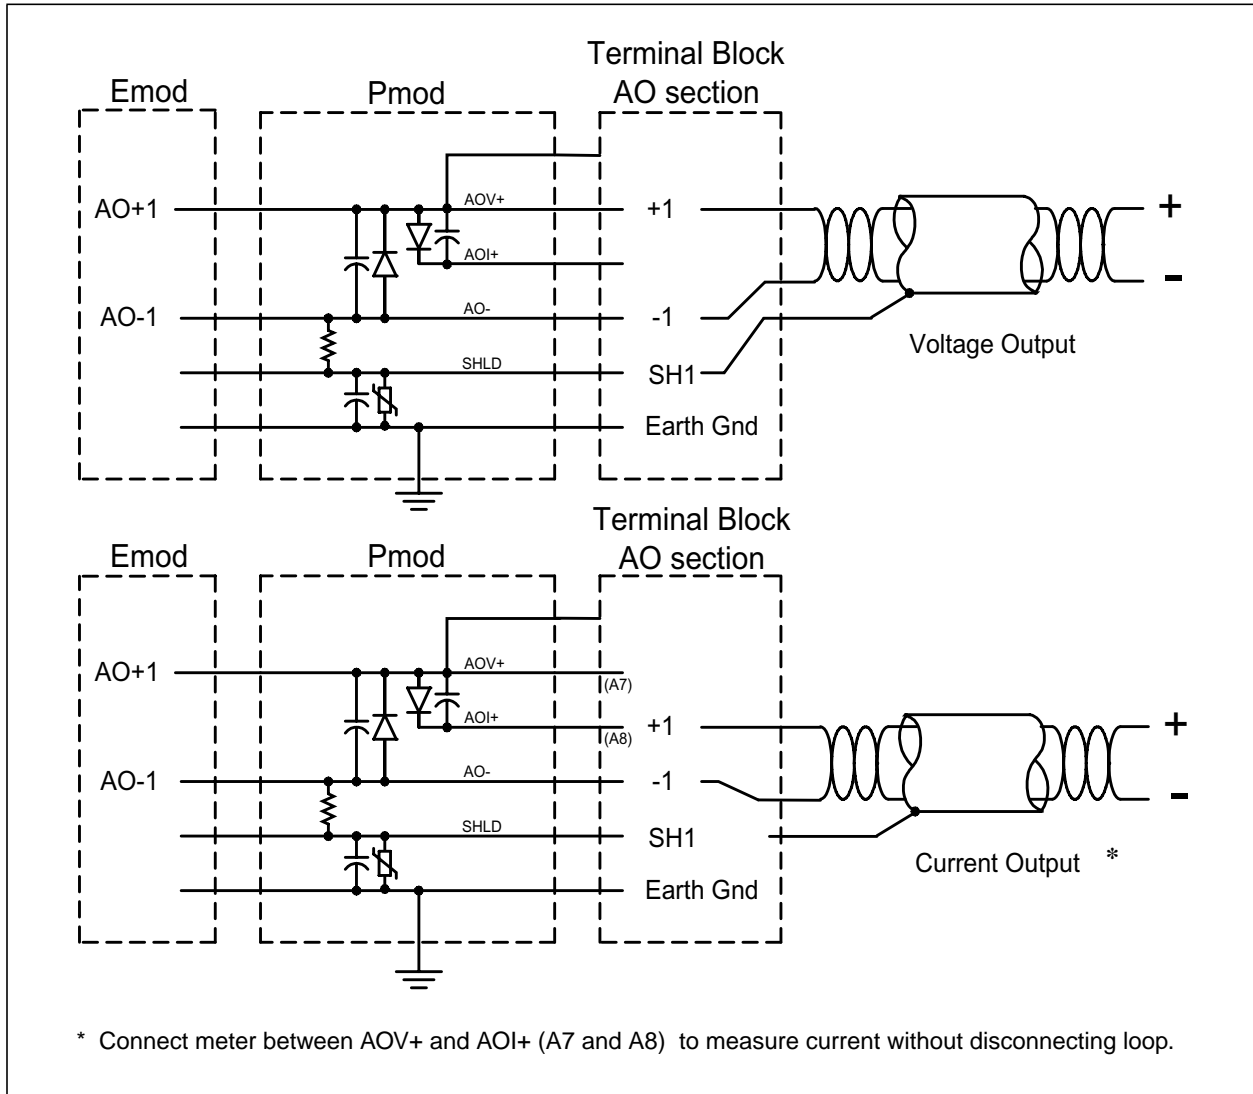 Terminal Block
AO section
Emod
Pmod
AO+1
AOV+
+1
+
AOI+
-
AO-1
AO-
-1
Voltage Output
SHLD
SH1
Earth Gnd
Terminal Block
AO section
Emod
Pmod
AO+1
AOV+
(A7)
AOI+
(A8)
+1
+
AO-1
AO-
-1
-
SHLD
SH1
Current Output *
Earth Gnd
* Connect meter between AOV+ and AOI+ (A7 and A8) to measure current without disconnecting loop.